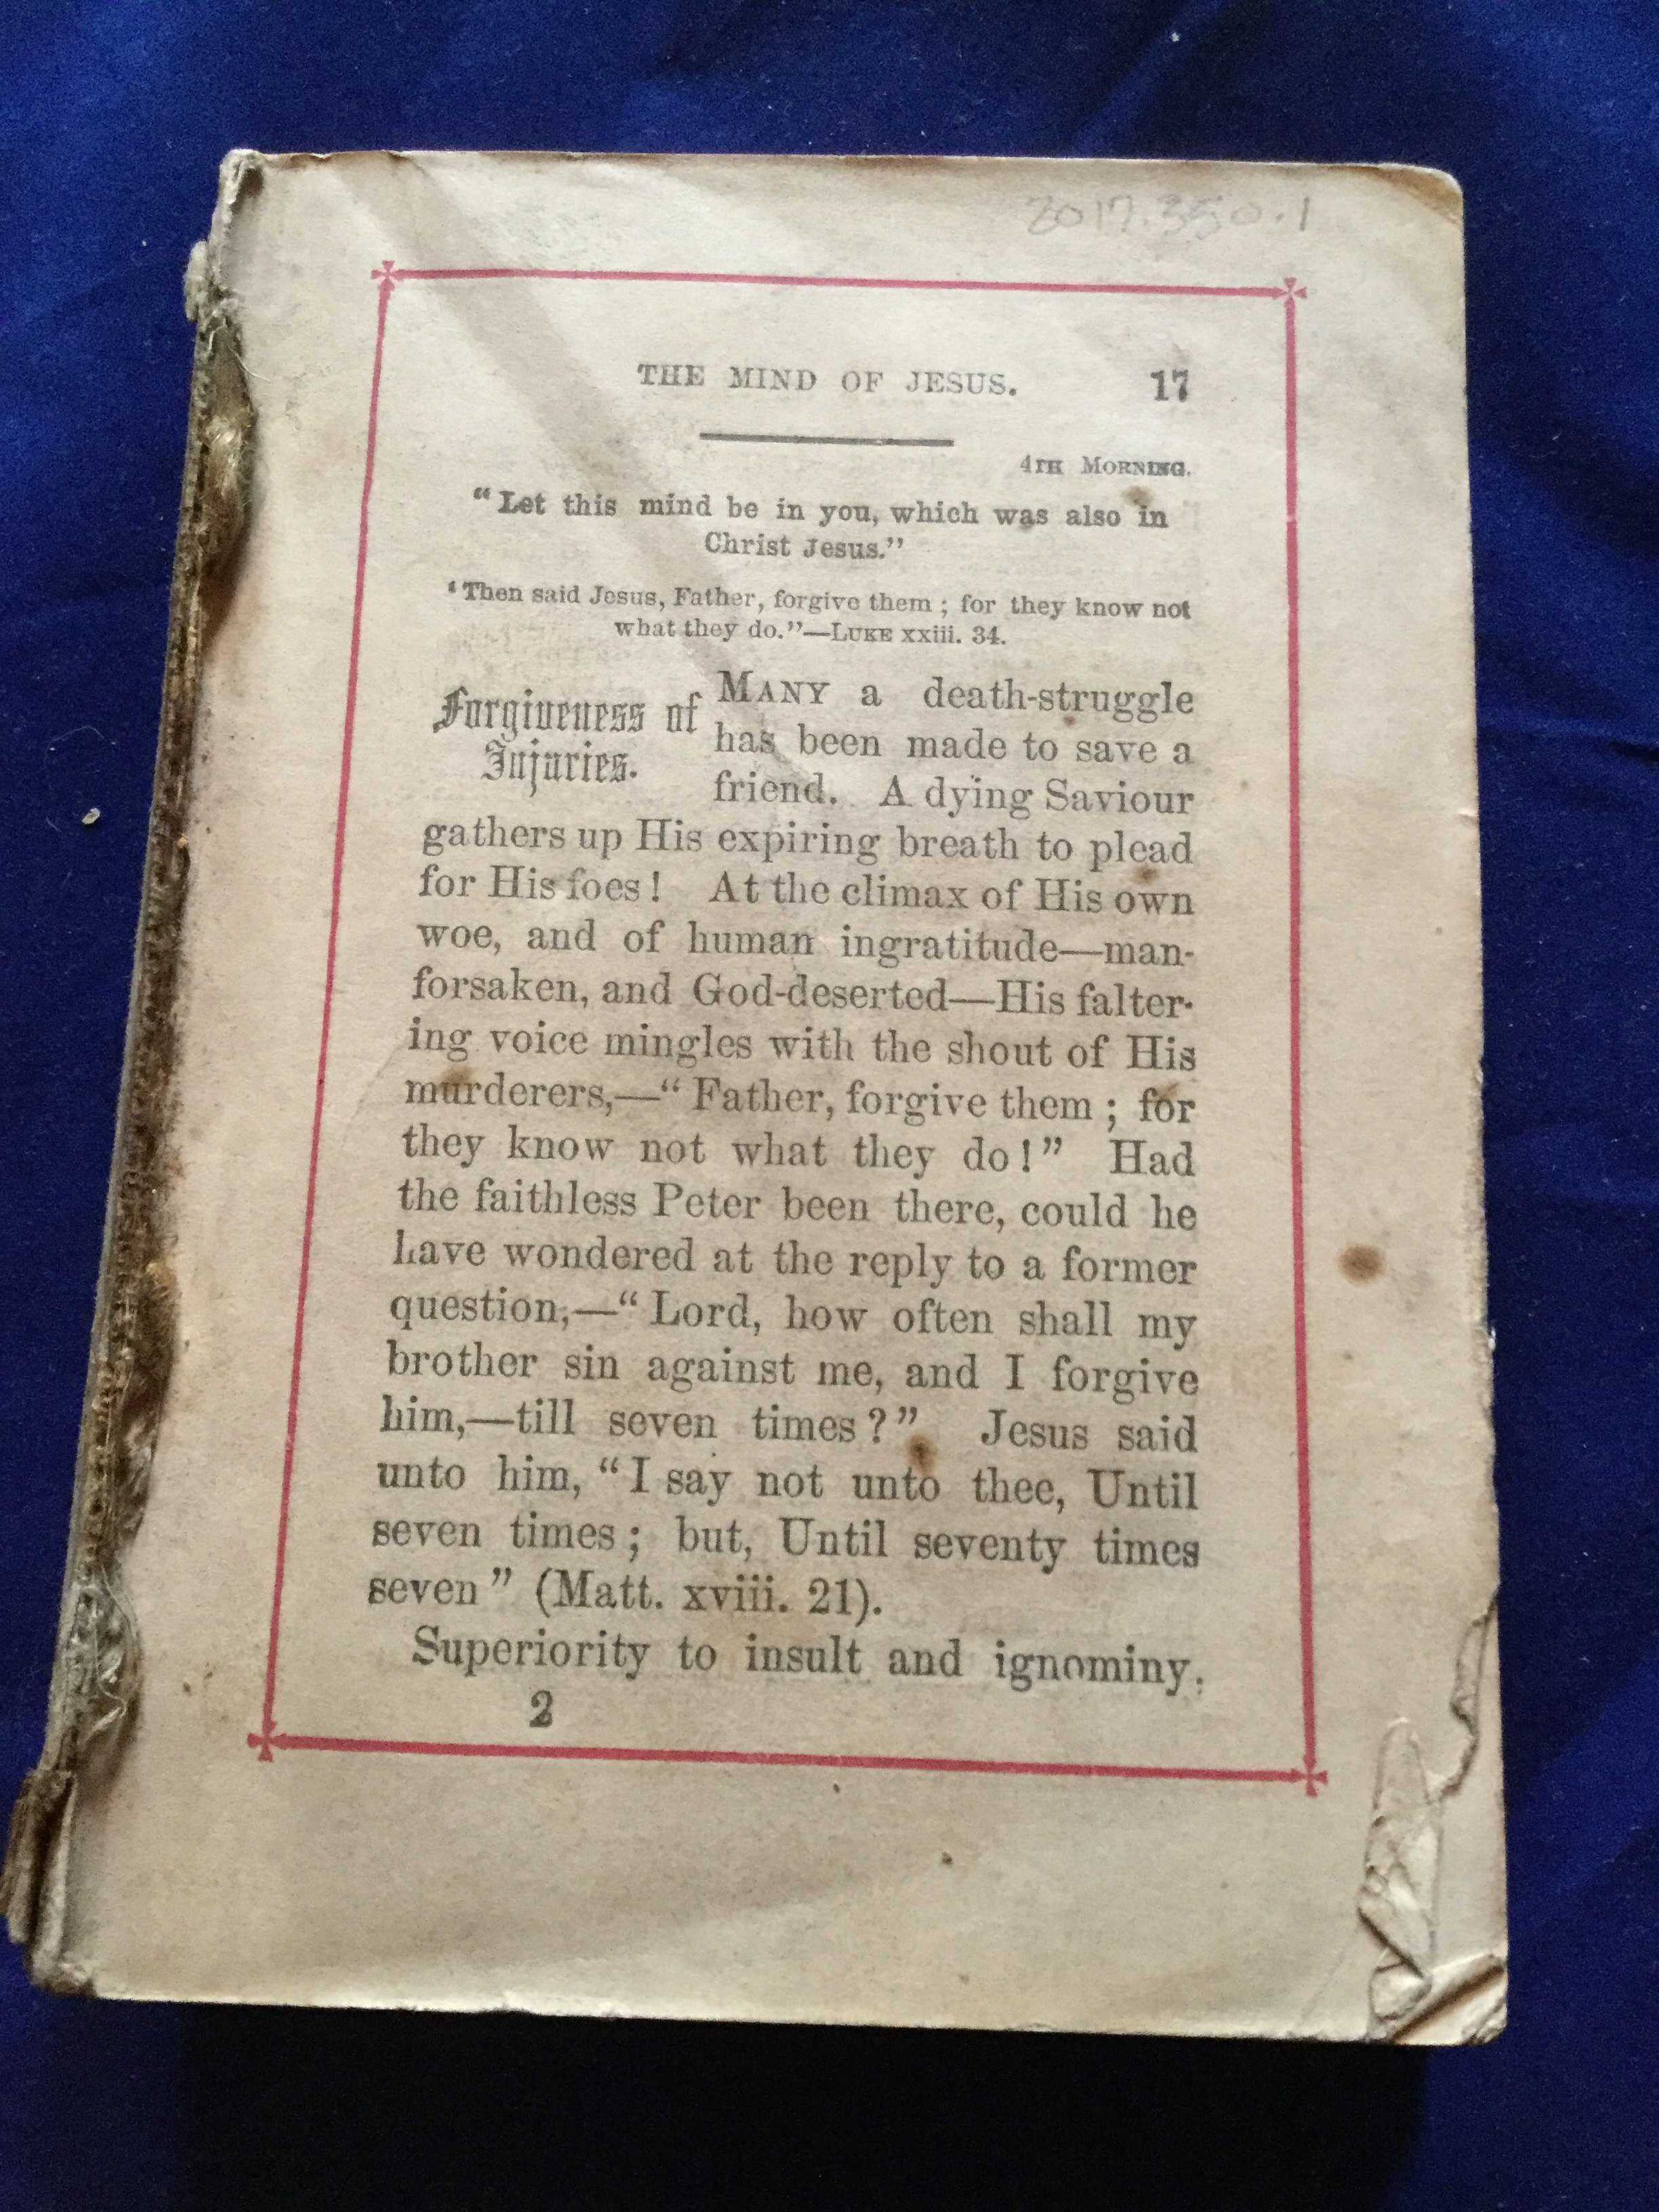 2017.350.1
THE MIND OF JESUS. 17
4TH MORNING.
"Let this mind be in you, which was also in
Christ Jesus."
‘Then said Jesus, Father, forgive them ; for they know not
what they do."—LUKE xxiii. 34.
Forgiveness of
Injuries.
MANY a death-struggle
has been made to save a
friend. A dying Saviour
gathers up His expiring breath to plead
for His foes! At the climax of His own
woe, and of human ingratitude—man-
forsaken, and God-deserted—His falter-
ing voice mingles with the shout of His
murderers,—“ Father, forgive them ; for
they know not what they do!” Had
the faithless Peter been there, could he
have wondered at the reply to a former
question,—“ Lord, how often shall my
brother sin against me, and I forgive
him,—till seven times?” Jesus said
unto him, “I say not unto thee, Until
seven times; but, Until seventy times
seven” (Matt. xviii. 21).
Superiority to insult and ignominy,
2